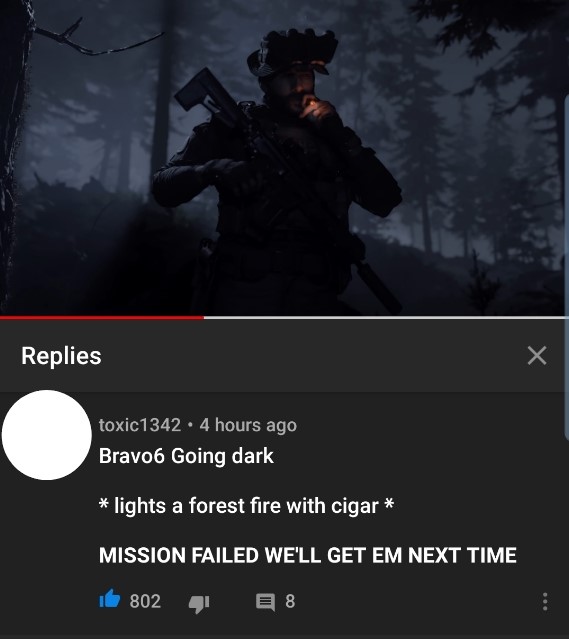 Replies
toxic1342 • 4 hours ago
Bravo6 Going dark
* lights a forest fire with cigar *
MISSION FAILED WE'LL GET EM NEXT TIME
802 8